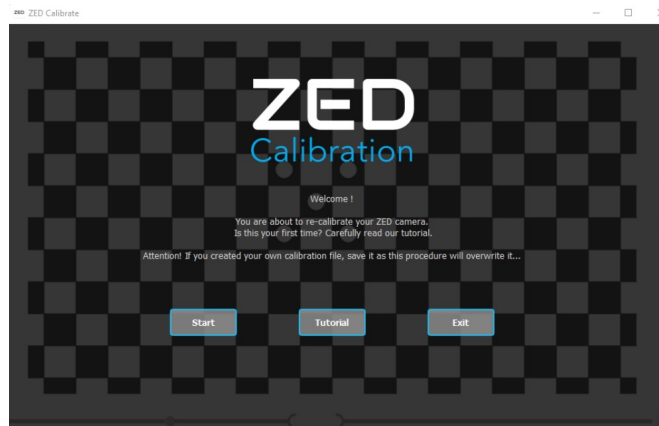 ZED ZED Calibrate
ZED
Calibration
Welcome !
You are about to re-calibrate your ZED camera.
Is this your first time? Carefully read our tutorial.
Attention! If you created your own calibration file, save it as this procedure will overwrite it...
Start Tutorial Exit